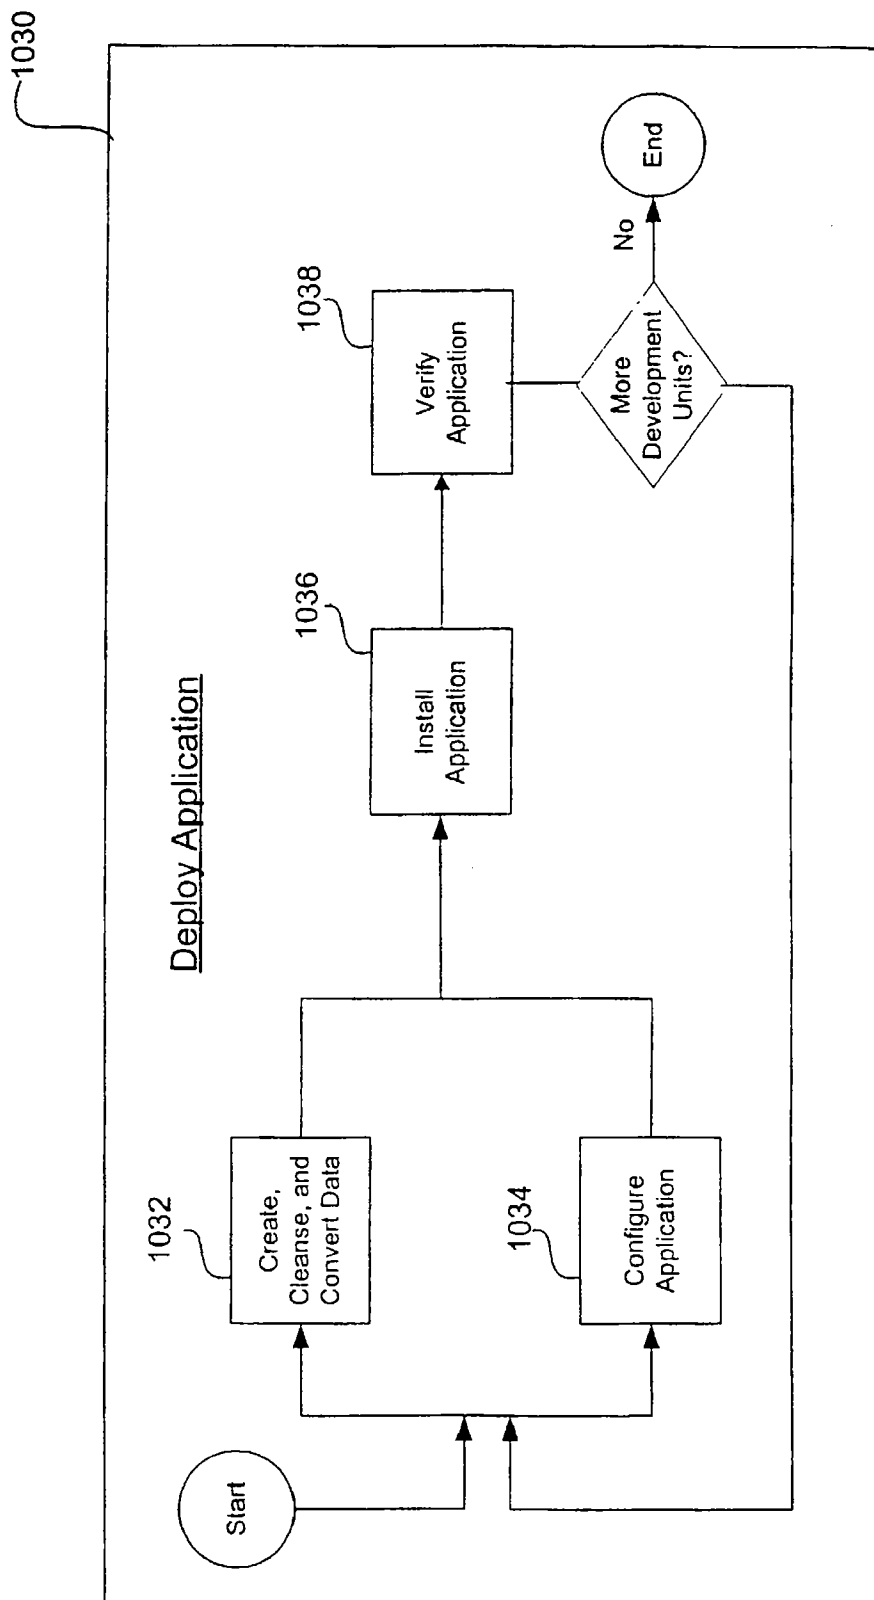 1030
Deploy Application
Start
1032
Create,
Cleanse, and
Convert Data
1034
Configure
Application
1036
Install
Application
1038
Verify
Application
More
Development
Units?
No
End